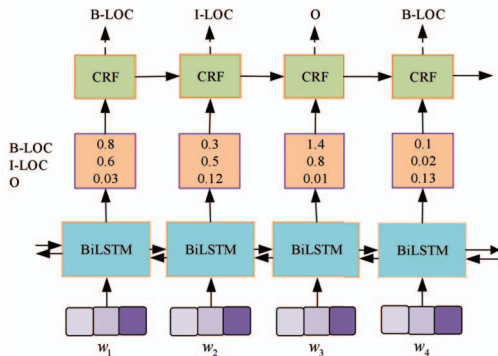 B-LOC I-LOC O B-LOC
CRF CRF CRF CRF
B-LOC 0.8 0.3 1.4 0.1
I-LOC 0.6 0.5 0.8 0.02
O 0.03 0.12 0.01 0.13
BiLSTM BiLSTM BiLSTM BiLSTM
w1 w2 w3 w4